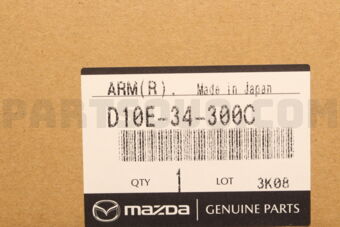 ARM(R). Made in Japan
D10E-34-300C
QTY 1 LOT 3K08
mazda GENUINE PARTS